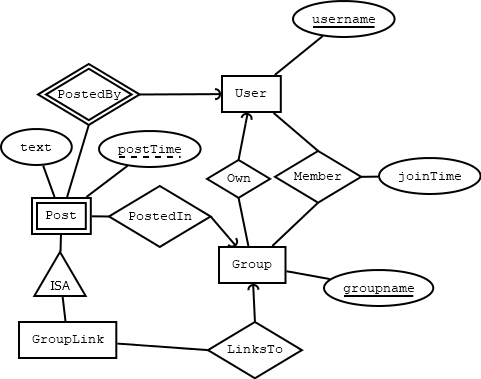 username
PostedBy
User
text
postTime
Own
Member
joinTime
Post
PostedIn
Group
ISA
groupname
GroupLink
LinksTo